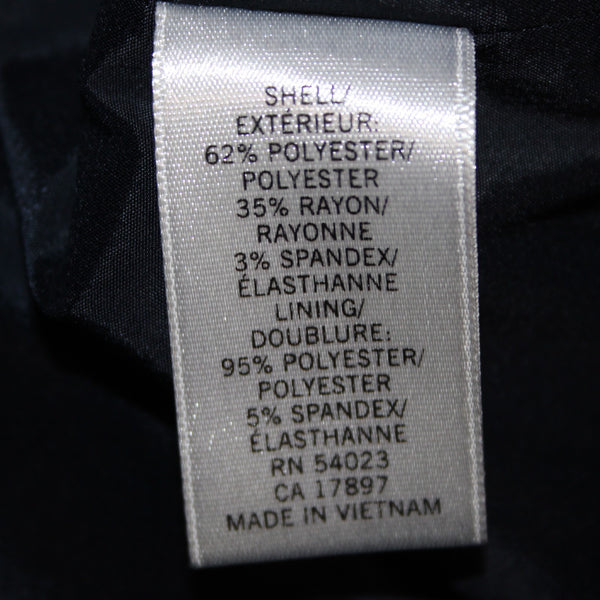 SHELL/
EXTÉRIEUR:
62% POLYESTER/
POLYESTER
35% RAYON/
RAYONNE
3% SPANDEX/
ÉLASTHANNE
LINING/
DOUBLURE:
95% POLYESTER/
POLYESTER
5% SPANDEX/
ÉLASTHANNE
RN 54023
CA 17897
MADE IN VIETNAM